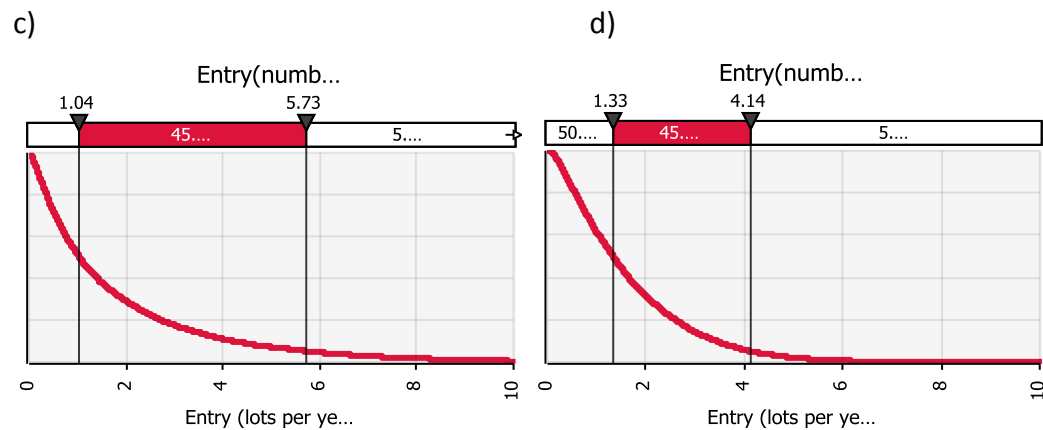 c)
Entry(numb...
1.04 5.73
45.... 5....
0 2 4 6 8 10
Entry (lots per ye...
d)
Entry(numb...
1.33 4.14
50.... 45.... 5....
0 2 4 6 8 10
Entry (lots per ye...